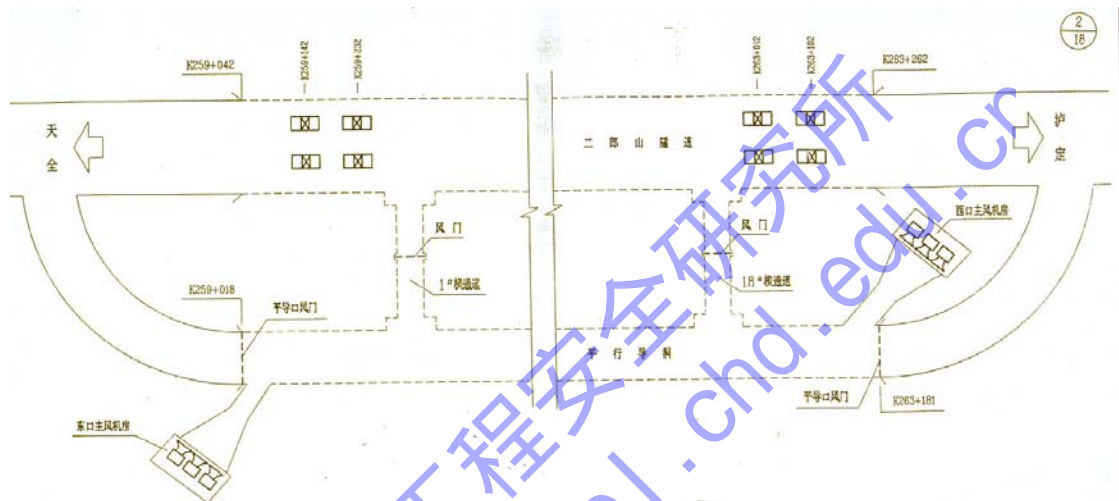 2
18
K259+042
K259+142
K259+232
K263+012
K263+102
K263+262
天全
二郎山隧道
泸定
风门
风门
西口主风机房
1#横通道
18#横通道
K259+018
平导口风门
平行导洞
平导口风门
K263+181
东口主风机房
工程安全研究所
.chd.edu.cn